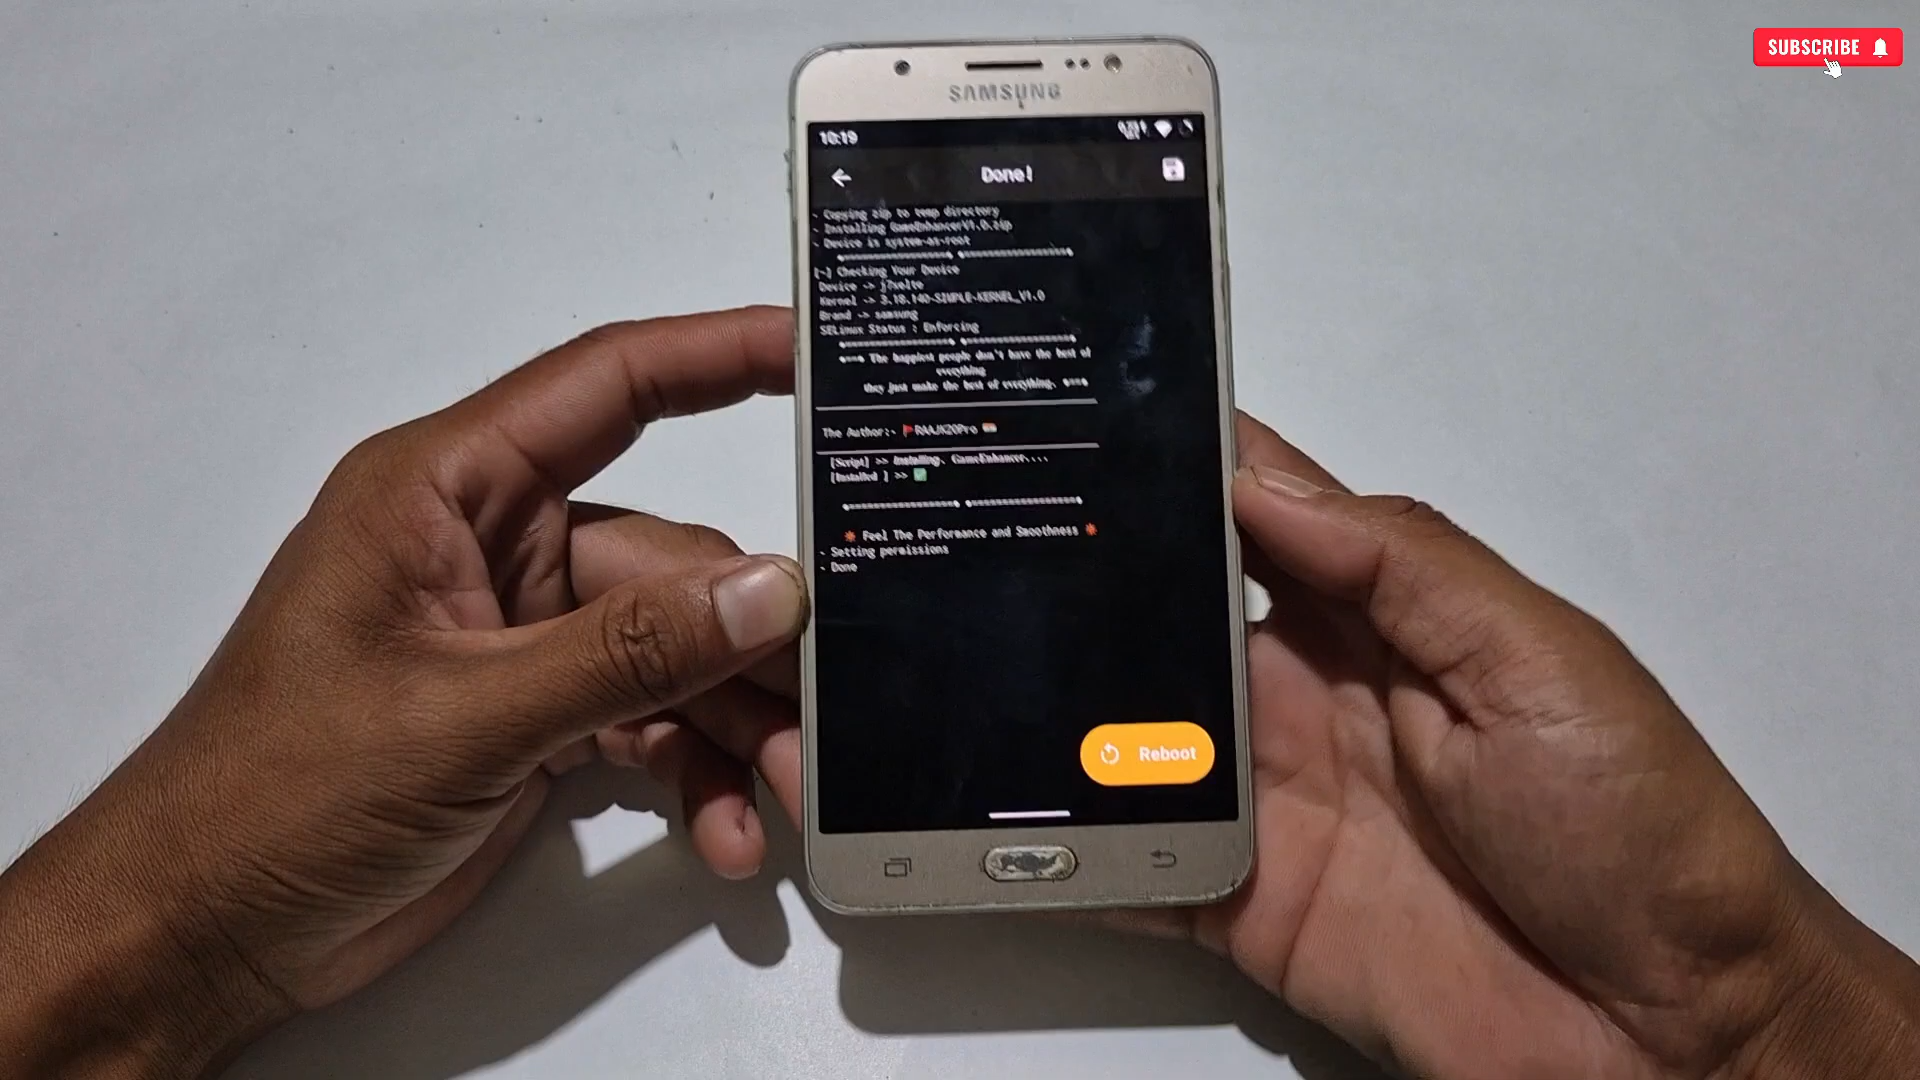 SUBSCRIBE
SAMSUNG
10:19
Done!
- Copying zip to temp directory
- Installing GameEnhancerV1.0.zip
- Device is system-as-root
[~] Checking Your Device
Device -> j7xelte
Kernel -> 3.18.140-SIMPLE-KERNEL_V1.0
Brand -> samsung
SELinux Status : Enforcing
The happiest people don't have the best of
everything
they just make the best of everything.
The Author:- RAAJK20Pro
[Script] >> Installing. GameEnhancer....
[Installed ] >> ✅
Feel The Performance and Smoothness
- Setting permissions
- Done
Reboot